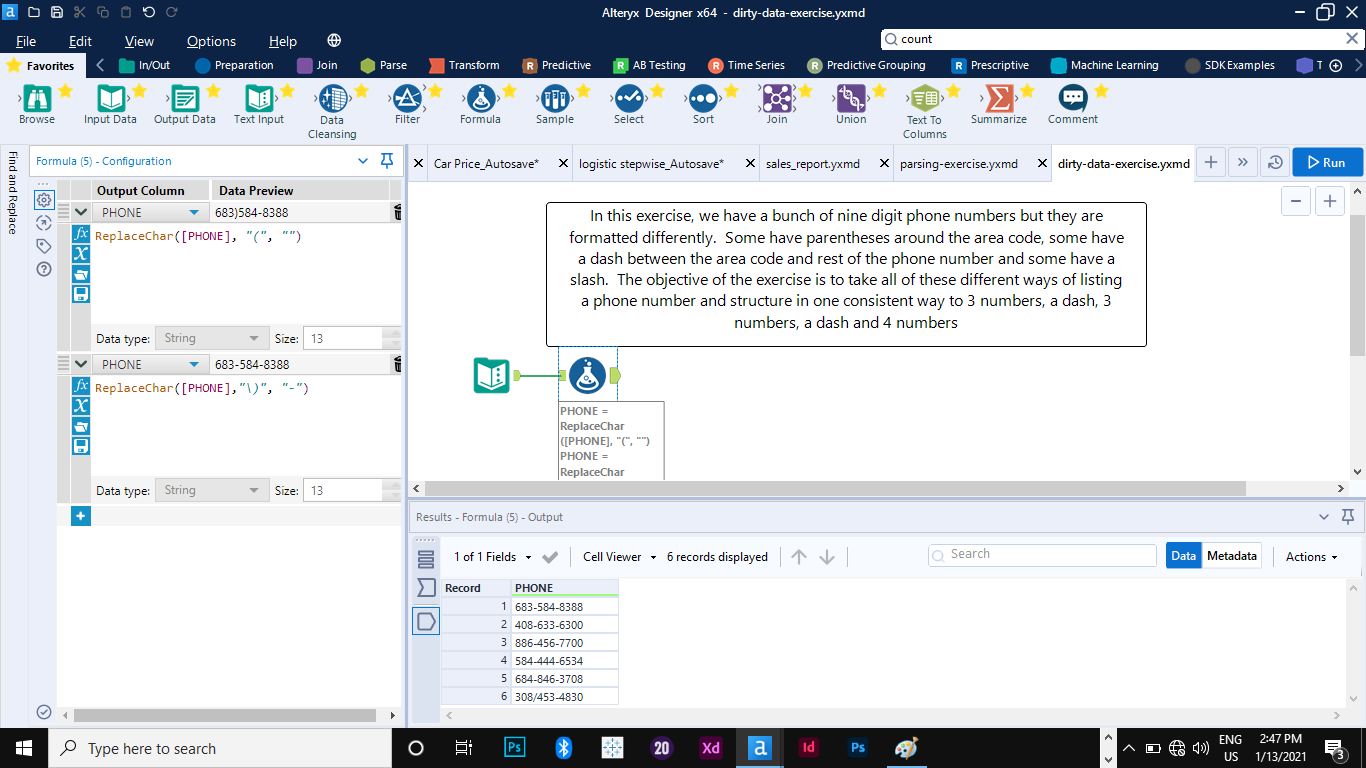 Alteryx Designer x64 - dirty-data-exercise.yxmd
File Edit View Options Help
count
Favorites In/Out Preparation Join Parse Transform Predictive AB Testing Time Series Predictive Grouping Prescriptive Machine Learning SDK Examples T
Browse Input Data Output Data Text Input Data Cleansing Filter Formula Sample Select Sort Join Union Text To Columns Summarize Comment
Find and Replace
Formula (5) - Configuration
Output Column Data Preview
PHONE 683)584-8388
ReplaceChar([PHONE], "(", "")
Data type: String Size: 13
PHONE 683-584-8388
ReplaceChar([PHONE],"\)", "-")
Data type: String Size: 13
Car Price_Autosave* logistic stepwise_Autosave* sales_report.yxmd parsing-exercise.yxmd dirty-data-exercise.yxmd Run
In this exercise, we have a bunch of nine digit phone numbers but they are
formatted differently. Some have parentheses around the area code, some have
a dash between the area code and rest of the phone number and some have a
slash. The objective of the exercise is to take all of these different ways of listing
a phone number and structure in one consistent way to 3 numbers, a dash, 3
numbers, a dash and 4 numbers
PHONE =
ReplaceChar
([PHONE], "(", "")
PHONE =
ReplaceChar
Results - Formula (5) - Output
1 of 1 Fields Cell Viewer 6 records displayed Search Data Metadata Actions
Record PHONE
1 683-584-8388
2 408-633-6300
3 886-456-7700
4 584-444-6534
5 684-846-3708
6 308/453-4830
Type here to search
Ps 20 Xd a Id Ps
ENG
US
2:47 PM
1/13/2021
3